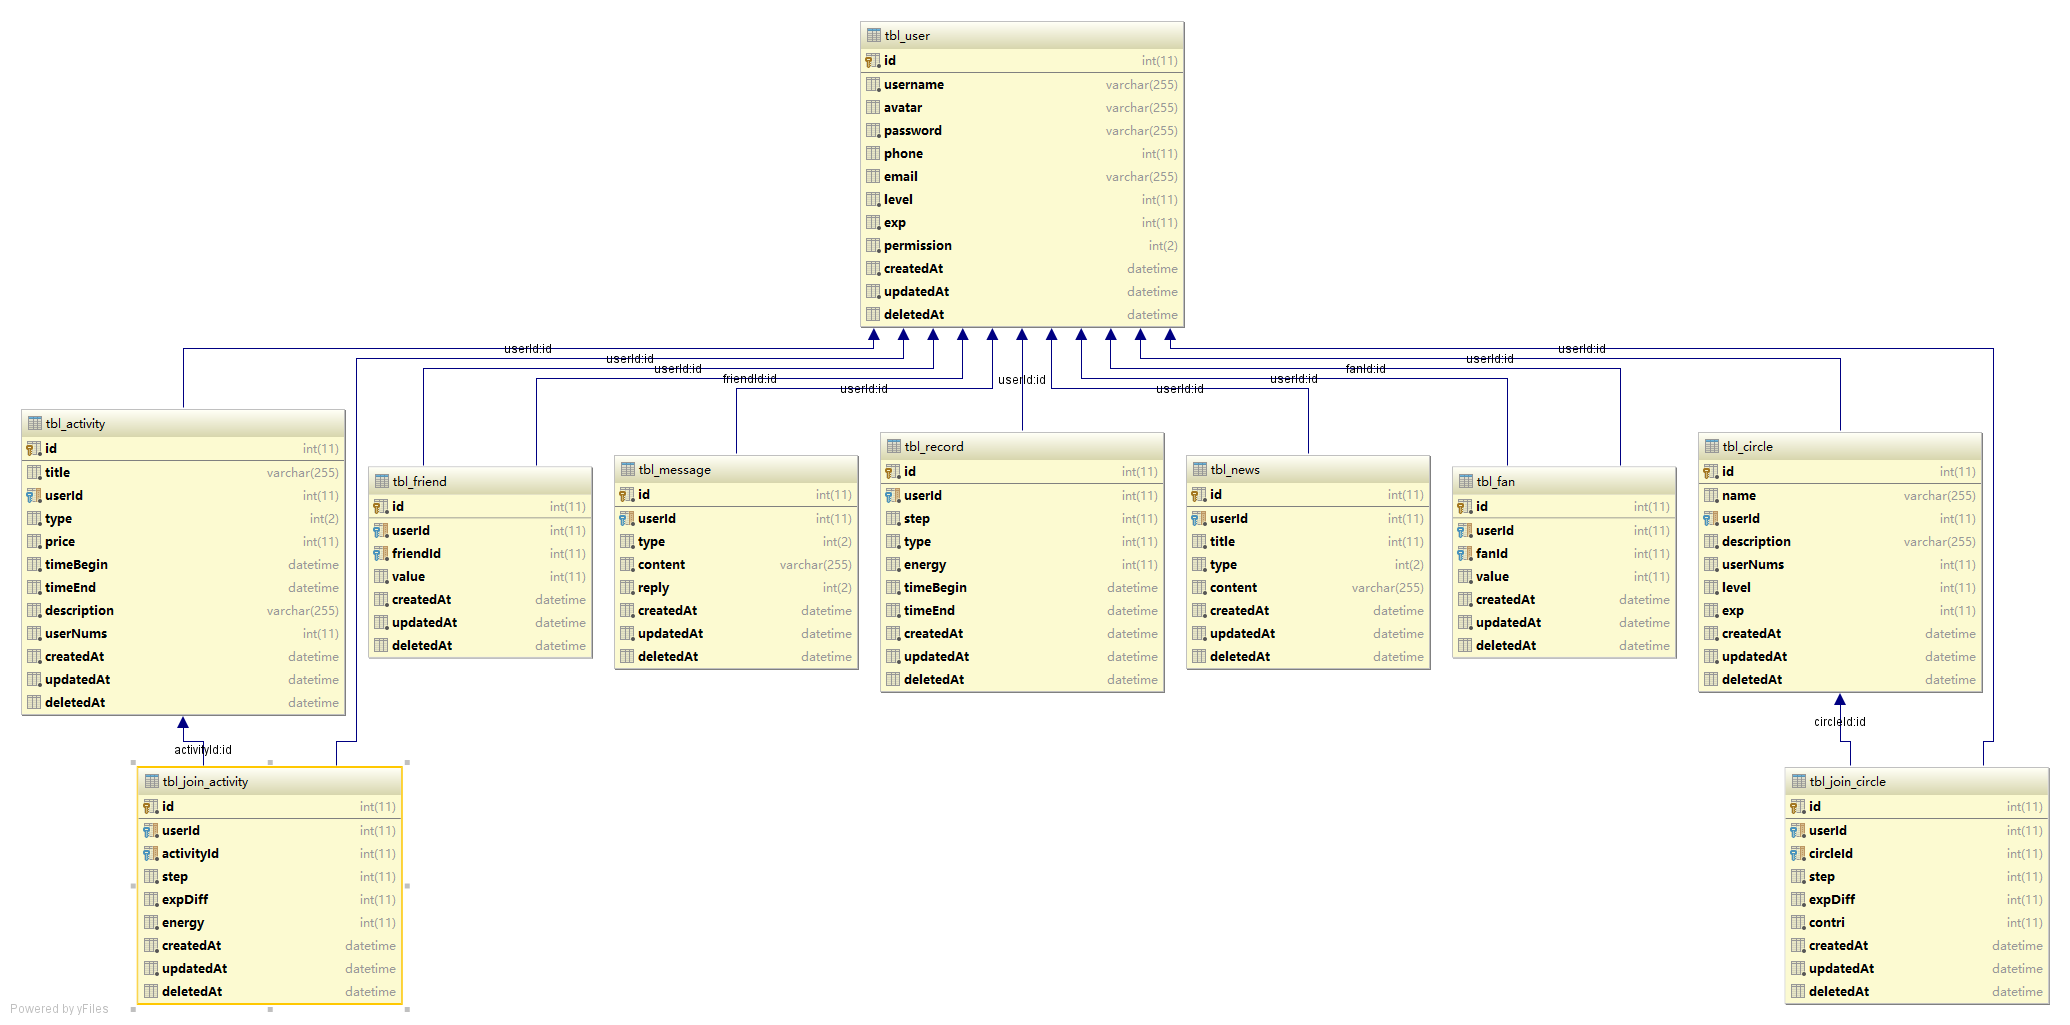 tbl_user
id int(11)
username varchar(255)
avatar varchar(255)
password varchar(255)
phone int(11)
email varchar(255)
level int(11)
exp int(11)
permission int(2)
createdAt datetime
updatedAt datetime
deletedAt datetime
userId:id
userId:id
userId:id
friendId:id
userId:id
userId:id
userId:id
userId:id
fanId:id
userId:id
userId:id
tbl_activity
id int(11)
title varchar(255)
userId int(11)
type int(2)
price int(11)
timeBegin datetime
timeEnd datetime
description varchar(255)
userNums int(11)
createdAt datetime
updatedAt datetime
deletedAt datetime
tbl_friend
id int(11)
userId int(11)
friendId int(11)
value int(11)
createdAt datetime
updatedAt datetime
deletedAt datetime
tbl_message
id int(11)
userId int(11)
type int(2)
content varchar(255)
reply int(2)
createdAt datetime
updatedAt datetime
deletedAt datetime
tbl_record
id int(11)
userId int(11)
step int(11)
type int(11)
energy int(11)
timeBegin datetime
timeEnd datetime
createdAt datetime
updatedAt datetime
deletedAt datetime
tbl_news
id int(11)
userId int(11)
title int(11)
type int(2)
content varchar(255)
createdAt datetime
updatedAt datetime
deletedAt datetime
tbl_fan
id int(11)
userId int(11)
fanId int(11)
value int(11)
createdAt datetime
updatedAt datetime
deletedAt datetime
tbl_circle
id int(11)
name varchar(255)
userId int(11)
description varchar(255)
userNums int(11)
level int(11)
exp int(11)
createdAt datetime
updatedAt datetime
deletedAt datetime
activityId:id
circleId:id
tbl_join_activity
id int(11)
userId int(11)
activityId int(11)
step int(11)
expDiff int(11)
energy int(11)
createdAt datetime
updatedAt datetime
deletedAt datetime
tbl_join_circle
id int(11)
userId int(11)
circleId int(11)
step int(11)
expDiff int(11)
contri int(11)
createdAt datetime
updatedAt datetime
deletedAt datetime
Powered by yFiles